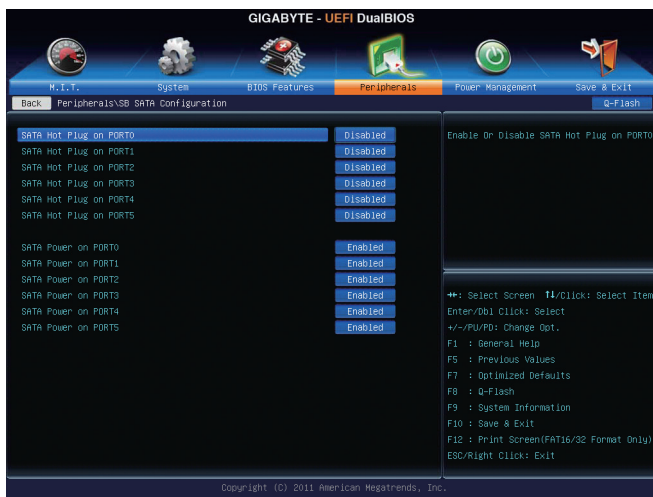 GIGABYTE - UEFI DualBIOS
M.I.T. System BIOS Features Peripherals Power Management Save & Exit
Back Peripherals\SB SATA Configuration Q-Flash
SATA Hot Plug on PORT0 Disabled
SATA Hot Plug on PORT1 Disabled
SATA Hot Plug on PORT2 Disabled
SATA Hot Plug on PORT3 Disabled
SATA Hot Plug on PORT4 Disabled
SATA Hot Plug on PORT5 Disabled
SATA Power on PORT0 Enabled
SATA Power on PORT1 Enabled
SATA Power on PORT2 Enabled
SATA Power on PORT3 Enabled
SATA Power on PORT4 Enabled
SATA Power on PORT5 Enabled
Enable Or Disable SATA Hot Plug on PORT0
→←: Select Screen ↑↓/Click: Select Item
Enter/Dbl Click: Select
+/-/PU/PD: Change Opt.
F1 : General Help
F5 : Previous Values
F7 : Optimized Defaults
F8 : Q-Flash
F9 : System Information
F10 : Save & Exit
F12 : Print Screen(FAT16/32 Format Only)
ESC/Right Click: Exit
Copyright (C) 2011 American Megatrends, Inc.